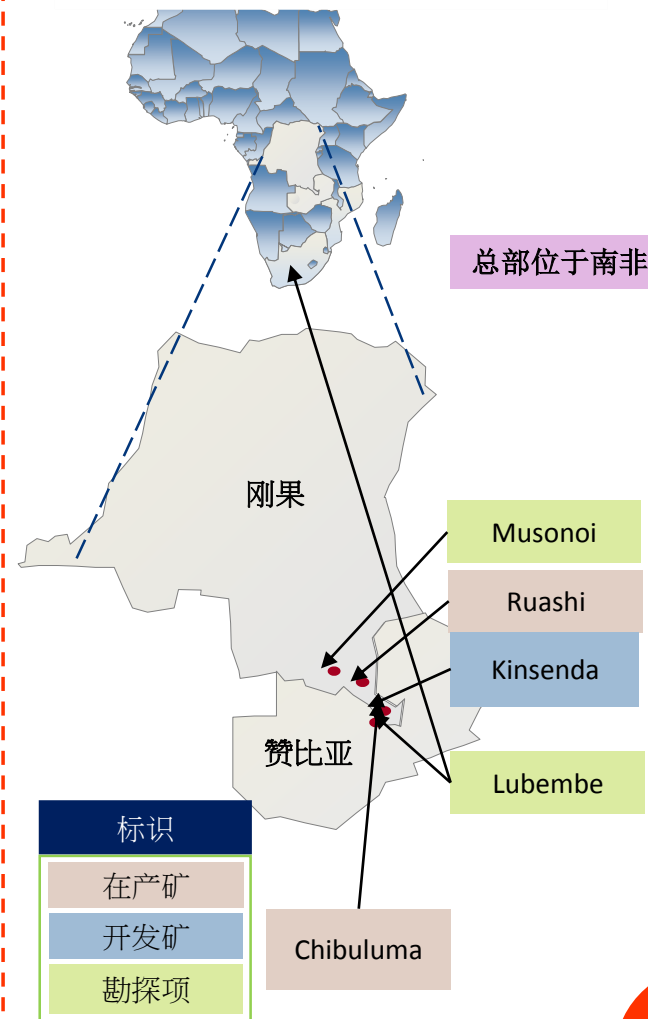 总部位于南非
刚果
Musonoi
Ruashi
Kinsenda
赞比亚
Lubembe
标识
在产矿
开发矿
勘探项
Chibuluma